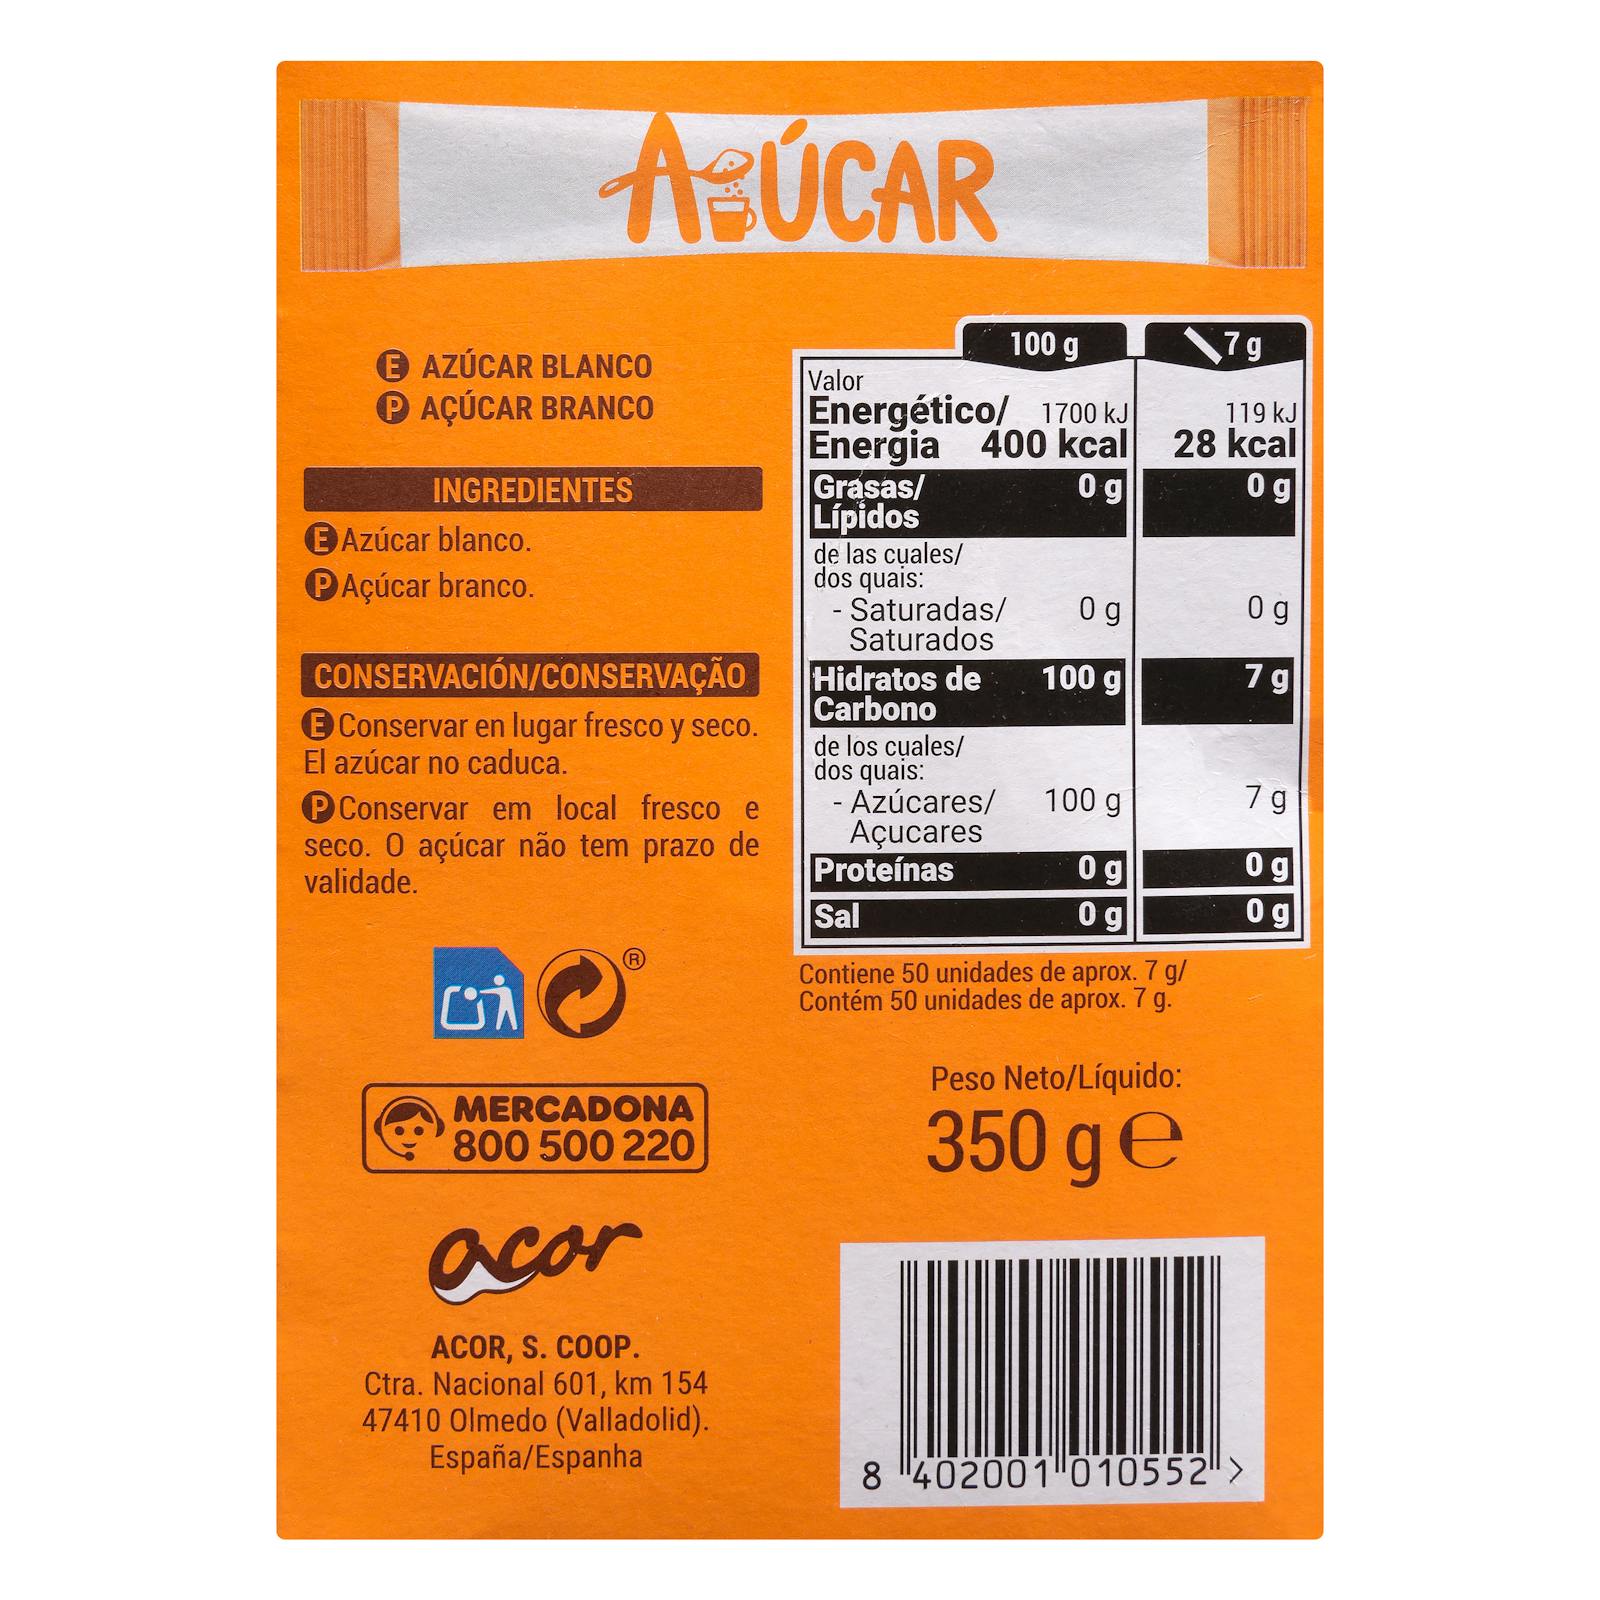 AZÚCAR
E AZÚCAR BLANCO
P AÇÚCAR BRANCO
INGREDIENTES
E Azúcar blanco.
P Açúcar branco.
CONSERVACIÓN/CONSERVAÇÃO
E Conservar en lugar fresco y seco.
El azúcar no caduca.
P Conservar em local fresco e
seco. O açúcar não tem prazo de
validade.
®
MERCADONA
800 500 220
acor
ACOR, S. COOP.
Ctra. Nacional 601, km 154
47410 Olmedo (Valladolid).
España/Espanha
100 g 7 g
Valor
Energético/ 1700 kJ 119 kJ
Energia 400 kcal 28 kcal
Grasas/ 0 g 0 g
Lípidos
de las cuales/
dos quais:
- Saturadas/ 0 g 0 g
Saturados
Hidratos de 100 g 7 g
Carbono
de los cuales/
dos quais:
- Azúcares/ 100 g 7 g
Açucares
Proteínas 0 g 0 g
Sal 0 g 0 g
Contiene 50 unidades de aprox. 7 g/
Contém 50 unidades de aprox. 7 g.
Peso Neto/Líquido:
350 g ℮
8 402001 010552 >